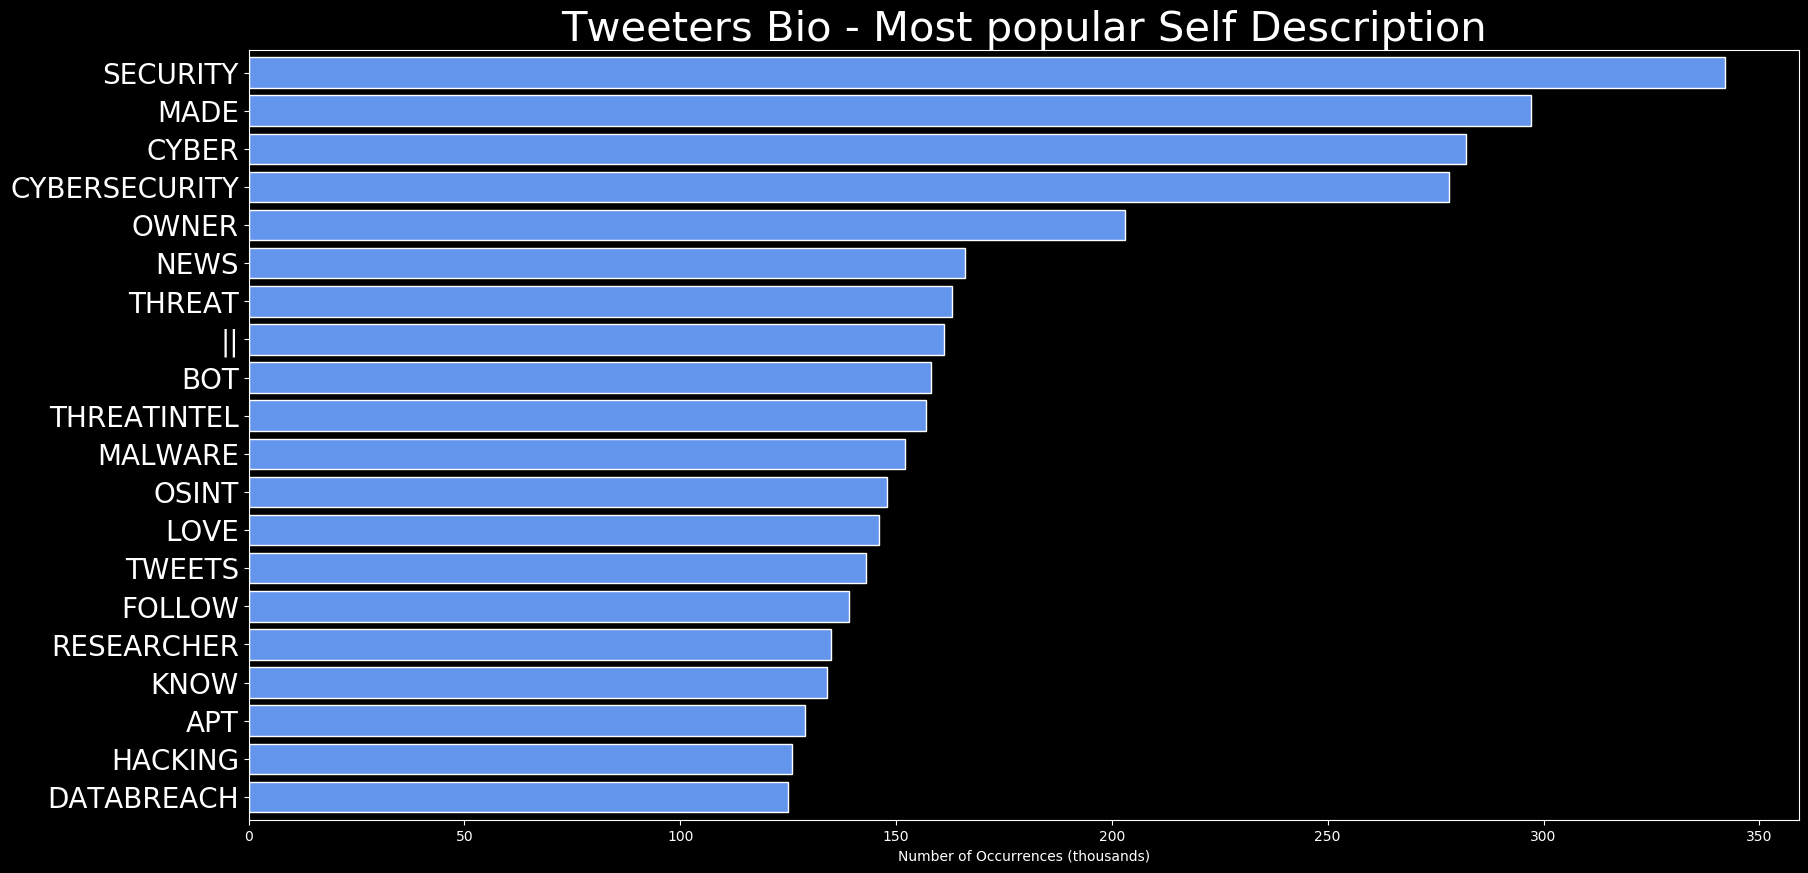 Tweeters Bio - Most popular Self Description
SECURITY
MADE
CYBER
CYBERSECURITY
OWNER
NEWS
THREAT
||
BOT
THREATINTEL
MALWARE
OSINT
LOVE
TWEETS
FOLLOW
RESEARCHER
KNOW
APT
HACKING
DATABREACH
0 50 100 150 200 250 300 350
Number of Occurrences (thousands)